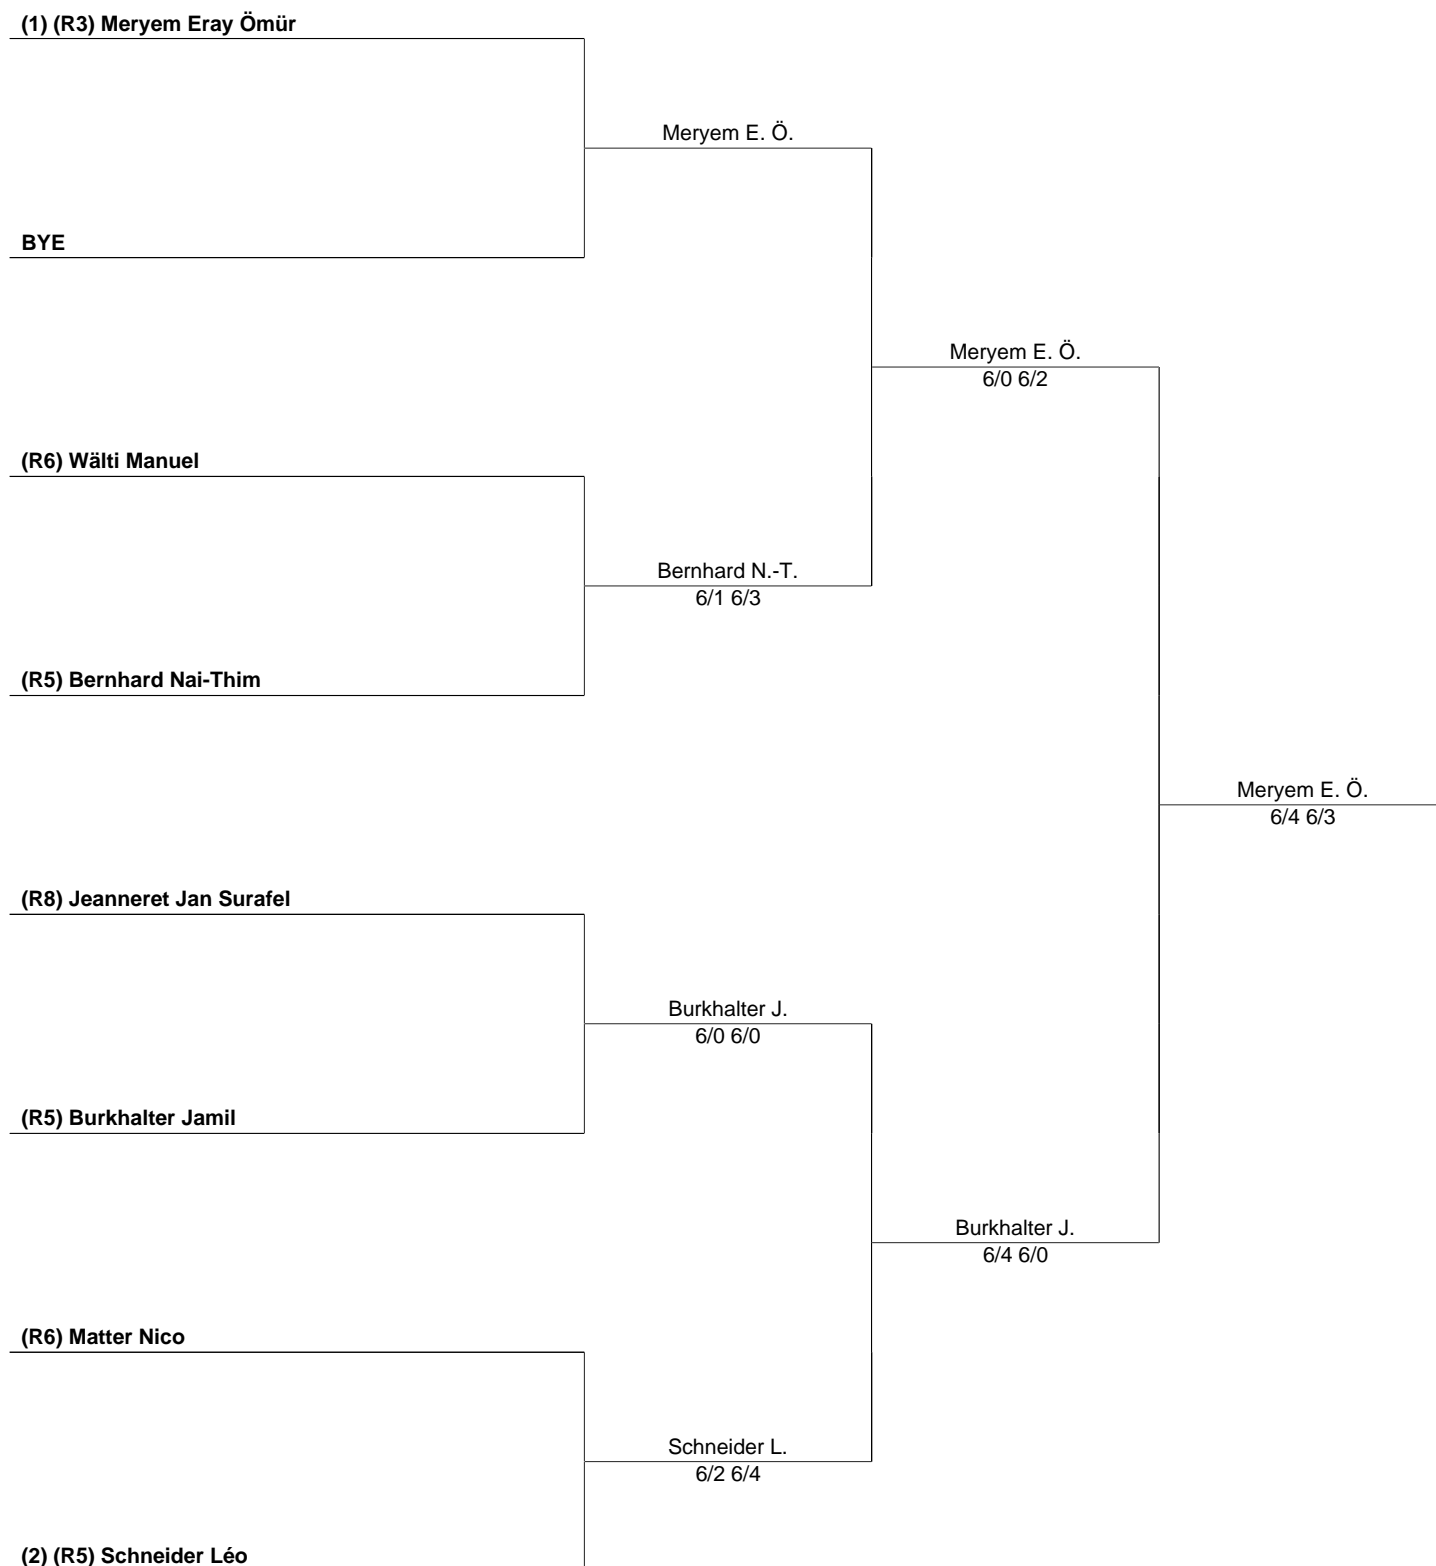 (1) (R3) Meryem Eray Ömür
Meryem E. Ö.
BYE
Meryem E. Ö.
6/0 6/2
(R6) Wälti Manuel
Bernhard N.-T.
6/1 6/3
(R5) Bernhard Nai-Thim
Meryem E. Ö.
6/4 6/3
(R8) Jeanneret Jan Surafel
Burkhalter J.
6/0 6/0
(R5) Burkhalter Jamil
Burkhalter J.
6/4 6/0
(R6) Matter Nico
Schneider L.
6/2 6/4
(2) (R5) Schneider Léo